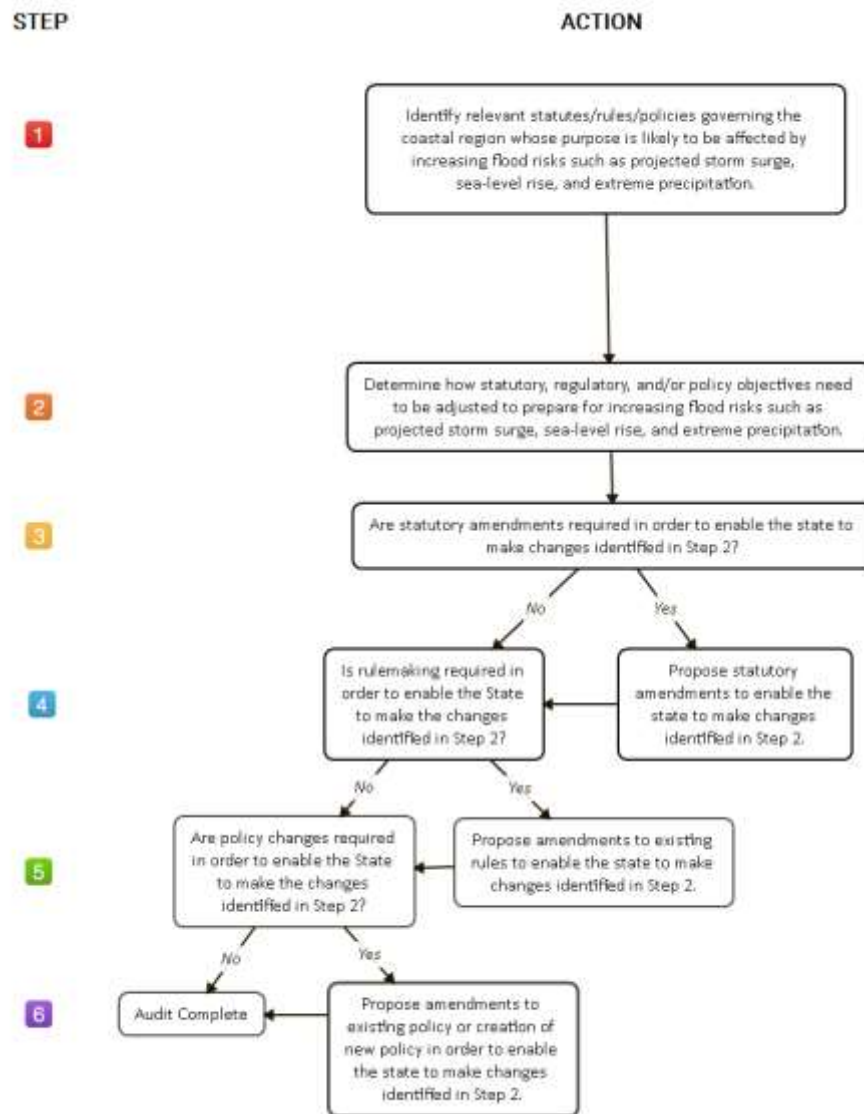 STEP
ACTION
1
Identify relevant statutes/rules/policies governing the
coastal region whose purpose is likely to be affected by
increasing flood risks such as projected storm surge,
sea-level rise, and extreme precipitation.
2
Determine how statutory, regulatory, and/or policy objectives need
to be adjusted to prepare for increasing flood risks such as
projected storm surge, sea-level rise, and extreme precipitation.
3
Are statutory amendments required in order to enable the state to
make changes identified in Step 2?
No
Yes
4
Is rulemaking required in
order to enable the State
to make the changes
identified in Step 2?
Propose statutory
amendments to enable the
state to make changes
identified in Step 2.
No
Yes
5
Are policy changes required
in order to enable the State
to make the changes
identified in Step 2?
Propose amendments to existing
rules to enable the state to make
changes identified in Step 2.
No
Yes
6
Audit Complete
Propose amendments to
existing policy or creation of
new policy in order to enable
the state to make changes
identified in Step 2.